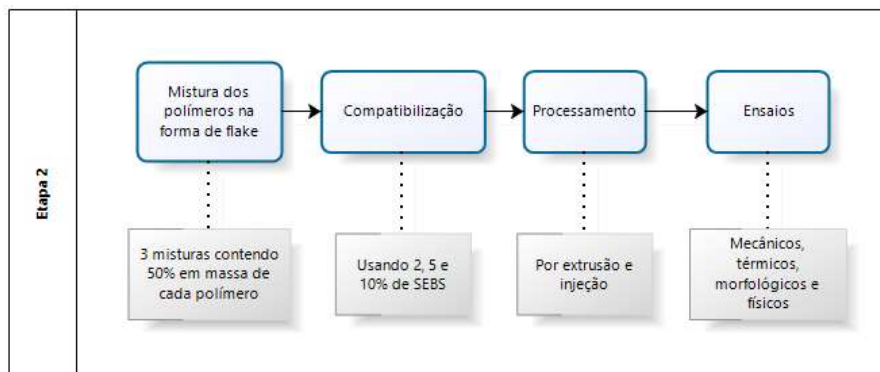 Etapa 2
Mistura dos
polímeros na
forma de flake
Compatibilização
Processamento
Ensaios
3 misturas contendo
50% em massa de
cada polímero
Usando 2, 5 e
10% de SEBS
Por extrusão e
injeção
Mecânicos,
térmicos,
morfológicos e
físicos